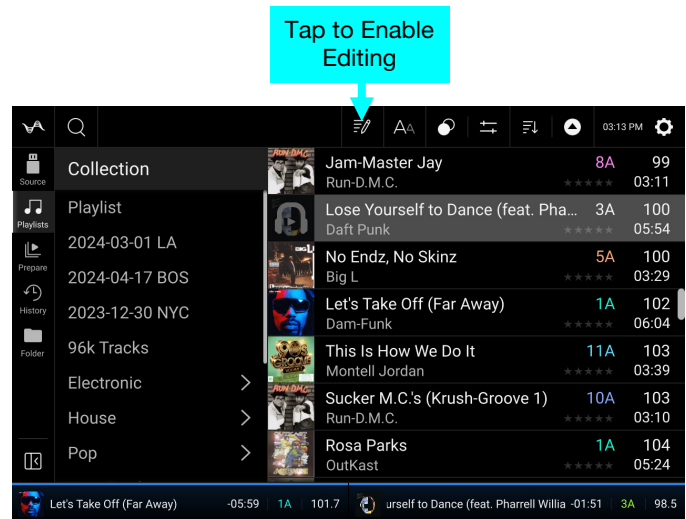 Tap to Enable
Editing
AA
03:13 PM
Source
Playlists
Prepare
History
Folder
Collection
Playlist
2024-03-01 LA
2024-04-17 BOS
2023-12-30 NYC
96k Tracks
Electronic
House
Pop
RUN-DMC
Jam-Master Jay 8A 99
Run-D.M.C. 03:11
Lose Yourself to Dance (feat. Pha... 3A 100
Daft Punk 05:54
No Endz, No Skinz 5A 100
Big L 03:29
Let's Take Off (Far Away) 1A 102
Dam-Funk 06:04
This Is How We Do It 11A 103
Montell Jordan 03:39
RUN-DMC
Sucker M.C.'s (Krush-Groove 1) 10A 103
Run-D.M.C. 03:10
Rosa Parks 1A 104
OutKast 05:24
Let's Take Off (Far Away) -05:59 1A 101.7
urself to Dance (feat. Pharrell Willia -01:51 3A 98.5